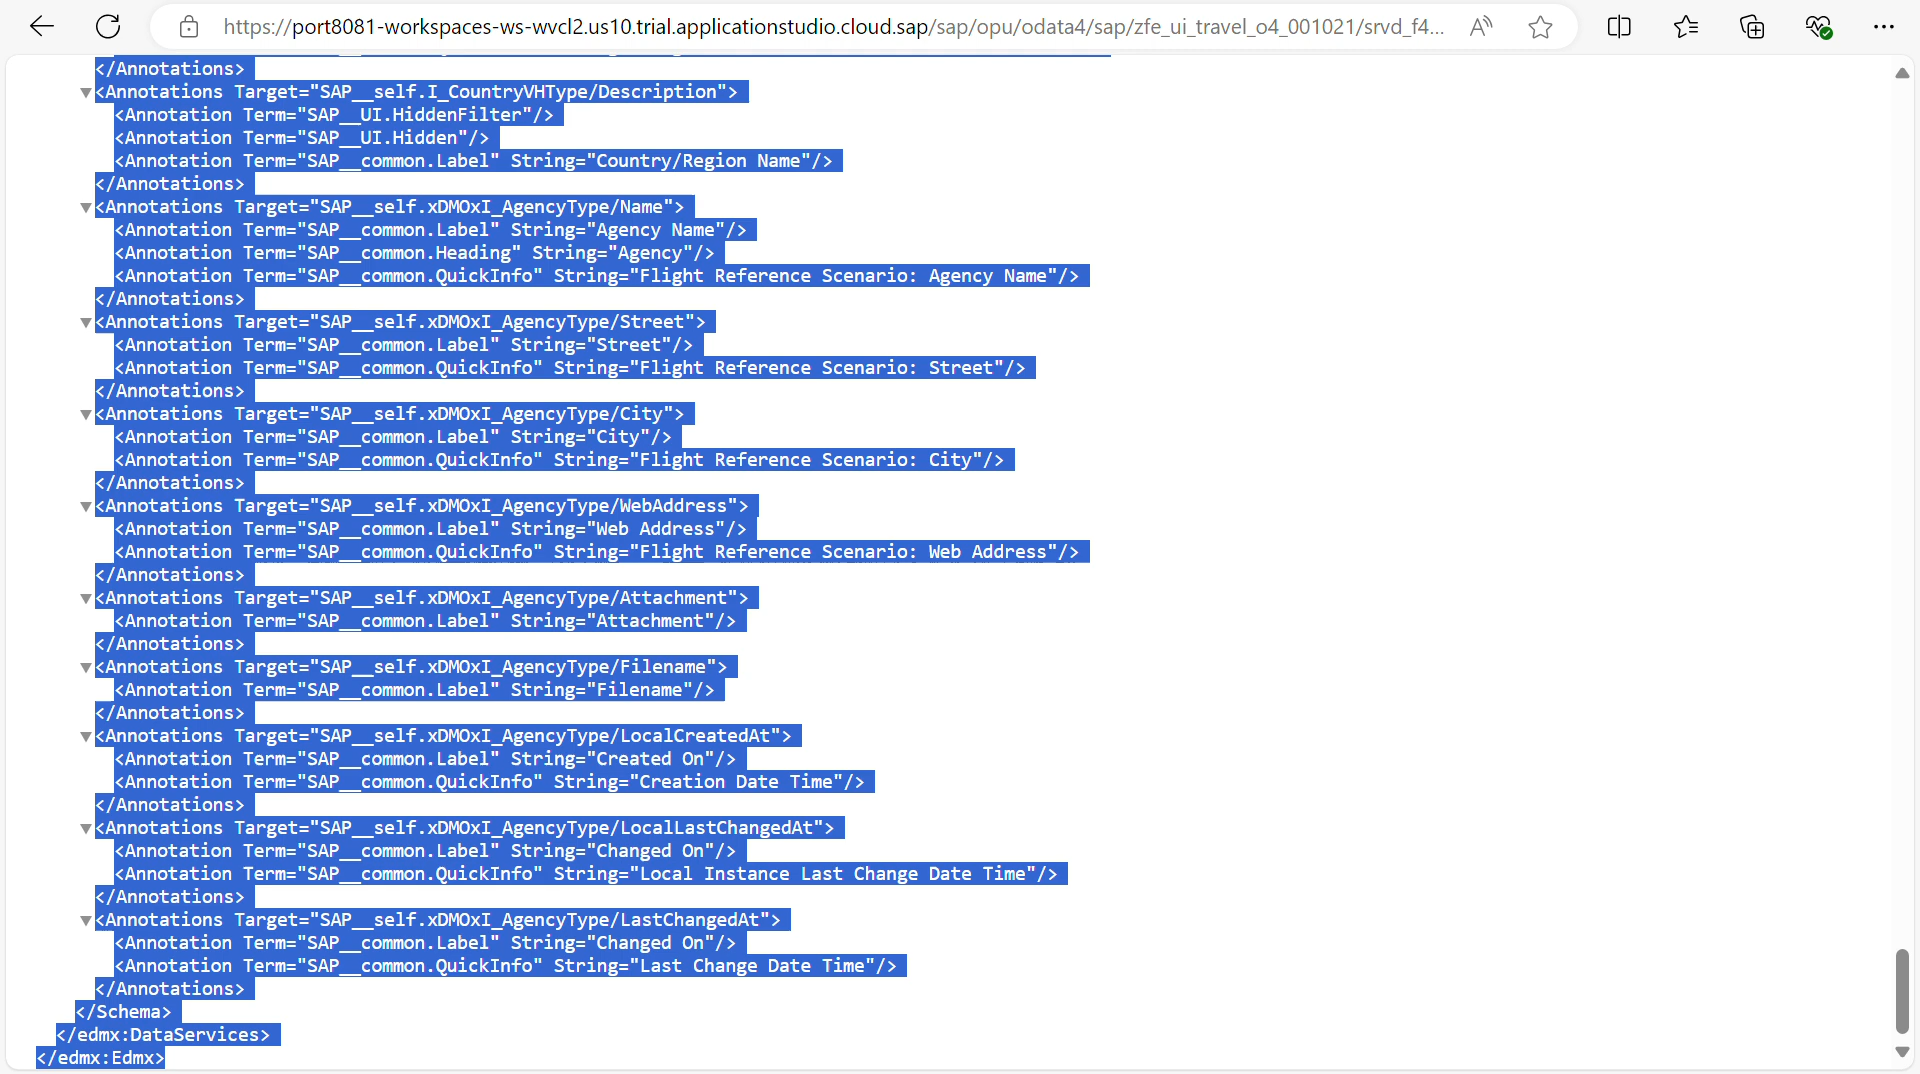 https://port8081-workspaces-ws-wvcl2.us10.trial.applicationstudio.cloud.sap/sap/opu/odata4/sap/zfe_ui_travel_o4_001021/srvd_f4...
</Annotations>
<Annotations Target="SAP__self.I_CountryVHType/Description">
<Annotation Term="SAP__UI.HiddenFilter"/>
<Annotation Term="SAP__UI.Hidden"/>
<Annotation Term="SAP__common.Label" String="Country/Region Name"/>
</Annotations>
<Annotations Target="SAP__self.xDMOxI_AgencyType/Name">
<Annotation Term="SAP__common.Label" String="Agency Name"/>
<Annotation Term="SAP__common.Heading" String="Agency"/>
<Annotation Term="SAP__common.QuickInfo" String="Flight Reference Scenario: Agency Name"/>
</Annotations>
<Annotations Target="SAP__self.xDMOxI_AgencyType/Street">
<Annotation Term="SAP__common.Label" String="Street"/>
<Annotation Term="SAP__common.QuickInfo" String="Flight Reference Scenario: Street"/>
</Annotations>
<Annotations Target="SAP__self.xDMOxI_AgencyType/City">
<Annotation Term="SAP__common.Label" String="City"/>
<Annotation Term="SAP__common.QuickInfo" String="Flight Reference Scenario: City"/>
</Annotations>
<Annotations Target="SAP__self.xDMOxI_AgencyType/WebAddress">
<Annotation Term="SAP__common.Label" String="Web Address"/>
<Annotation Term="SAP__common.QuickInfo" String="Flight Reference Scenario: Web Address"/>
</Annotations>
<Annotations Target="SAP__self.xDMOxI_AgencyType/Attachment">
<Annotation Term="SAP__common.Label" String="Attachment"/>
</Annotations>
<Annotations Target="SAP__self.xDMOxI_AgencyType/Filename">
<Annotation Term="SAP__common.Label" String="Filename"/>
</Annotations>
<Annotations Target="SAP__self.xDMOxI_AgencyType/LocalCreatedAt">
<Annotation Term="SAP__common.Label" String="Created On"/>
<Annotation Term="SAP__common.QuickInfo" String="Creation Date Time"/>
</Annotations>
<Annotations Target="SAP__self.xDMOxI_AgencyType/LocalLastChangedAt">
<Annotation Term="SAP__common.Label" String="Changed On"/>
<Annotation Term="SAP__common.QuickInfo" String="Local Instance Last Change Date Time"/>
</Annotations>
<Annotations Target="SAP__self.xDMOxI_AgencyType/LastChangedAt">
<Annotation Term="SAP__common.Label" String="Changed On"/>
<Annotation Term="SAP__common.QuickInfo" String="Last Change Date Time"/>
</Annotations>
</Schema>
</edmx:DataServices>
</edmx:Edmx>